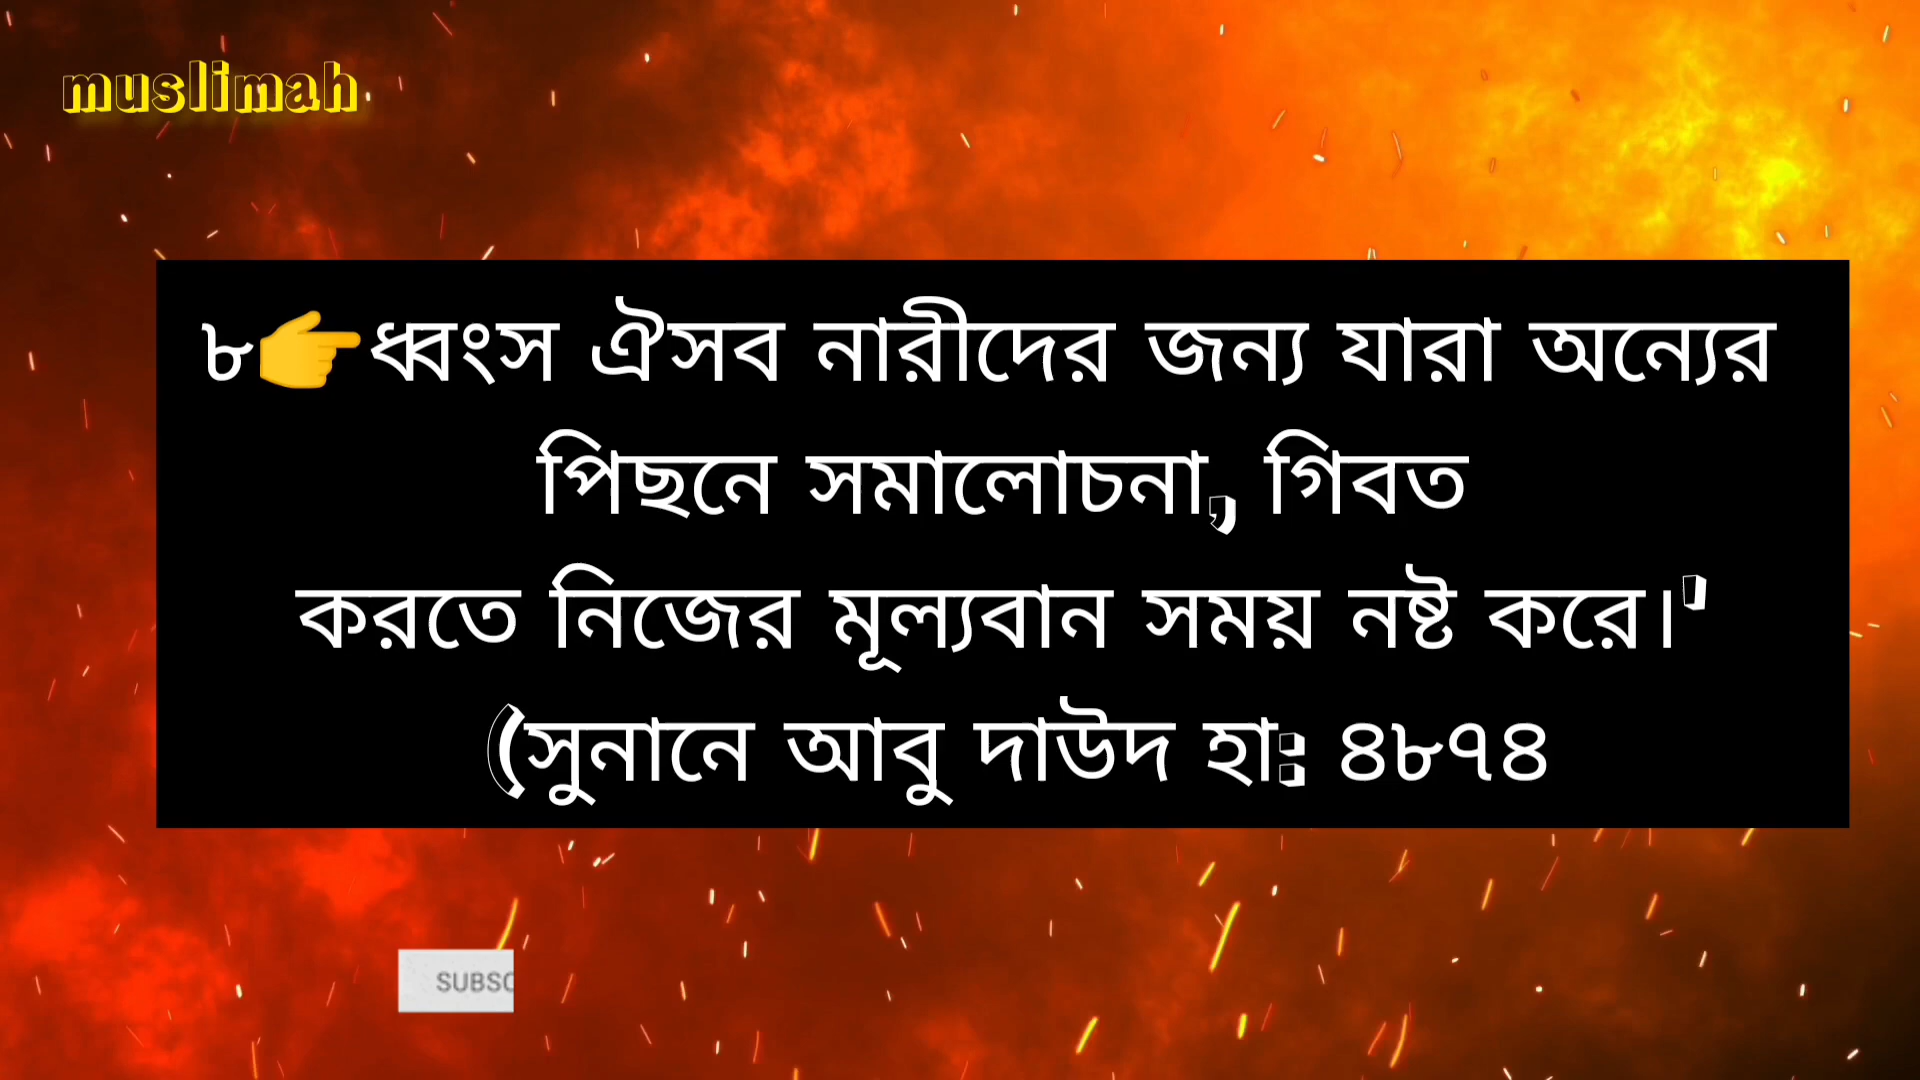 muslimah
৮👉ধ্বংস ঐসব নারীদের জন্য যারা অন্যের
পিছনে সমালোচনা, গিবত
করতে নিজের মূল্যবান সময় নষ্ট করে।'
(সুনানে আবু দাউদ হা: ৪৮৭৪
SUBSC